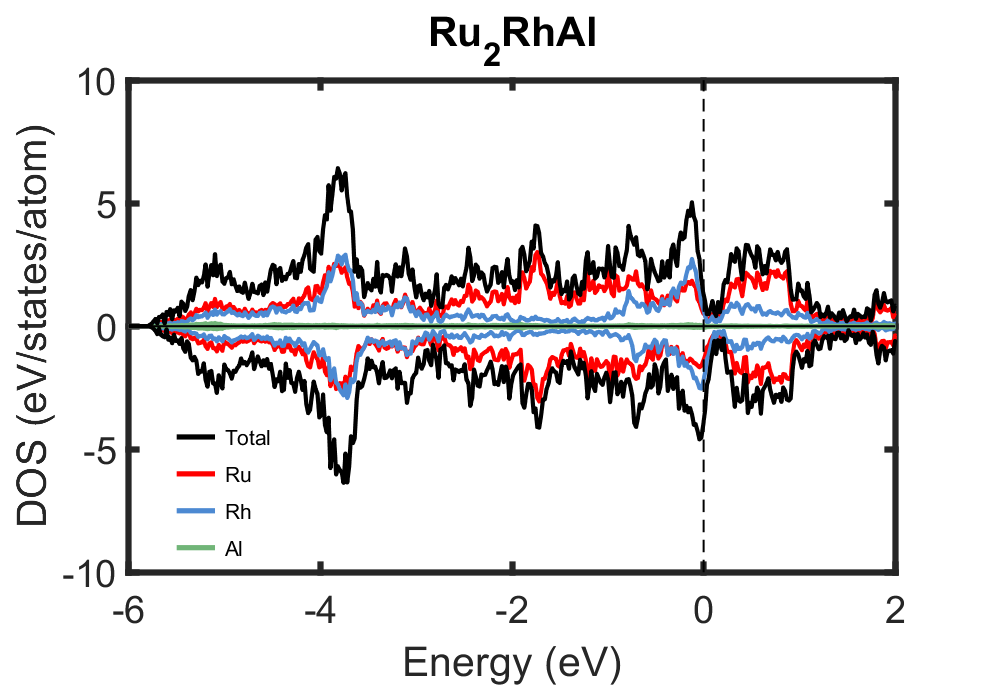 Ru2RhAl
10
5
0
-5
-10
DOS (eV/states/atom)
Total
Ru
Rh
Al
-6 -4 -2 0 2
Energy (eV)